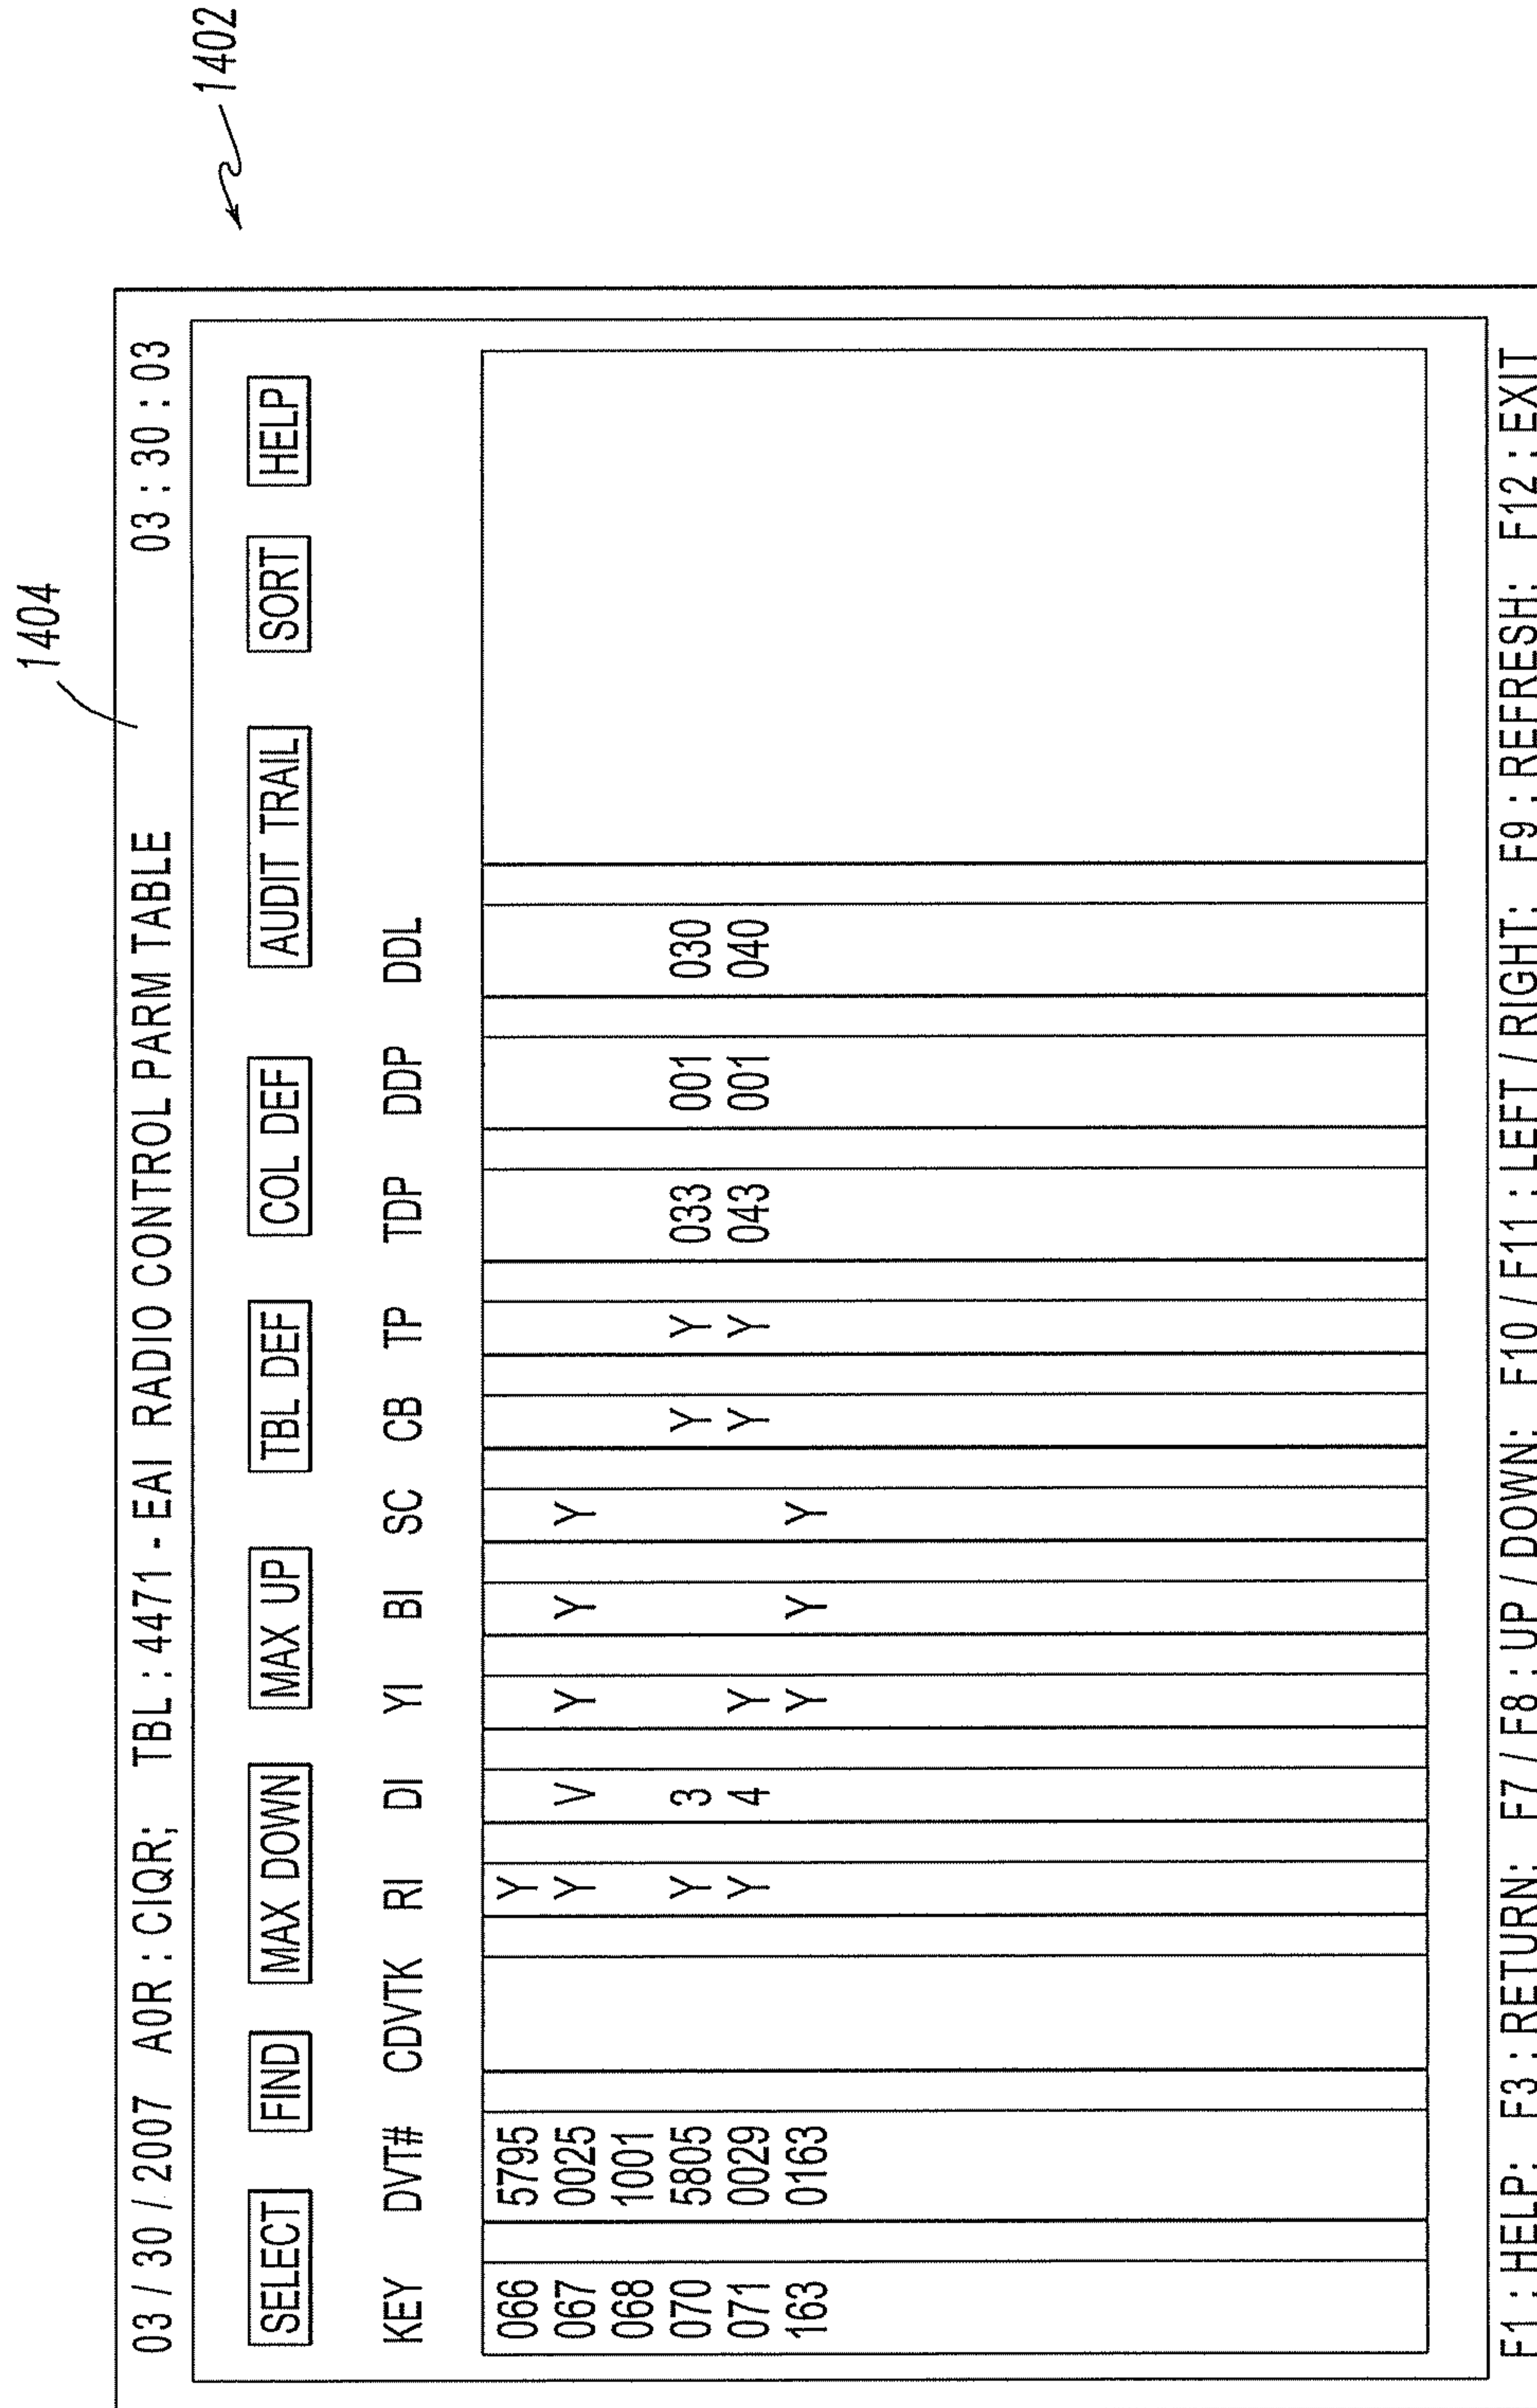 1402
1404
03 / 30 / 2007 A0R : CIQR; TBL : 4471 - EAI RADIO CONTROL PARM TABLE 03 : 30 : 03
SELECT FIND MAX DOWN MAX UP TBL DEF COL DEF AUDIT TRAIL SORT HELP
KEY DVT# CDVTK RI DI YI BI SC CB TP TDP DDP DDL
066 5795 Y
067 0025 Y V Y Y Y
068 1001
070 5805 Y 3 Y Y 033 001 030
071 0029 Y 4 Y Y Y 043 001 040
163 0163 Y Y Y
F1 : HELP; F3 : RETURN; F7 / F8 : UP / DOWN; F10 / F11 : LEFT / RIGHT; F9 : REFRESH; F12 : EXIT